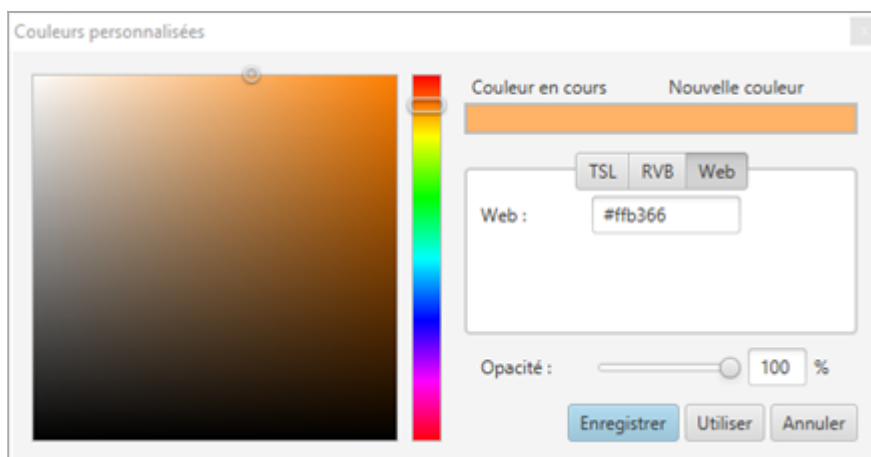 Couleurs personnalisées
x
Couleur en cours Nouvelle couleur
TSL RVB Web
Web : #ffb366
Opacité : 100 %
Enregistrer Utiliser Annuler